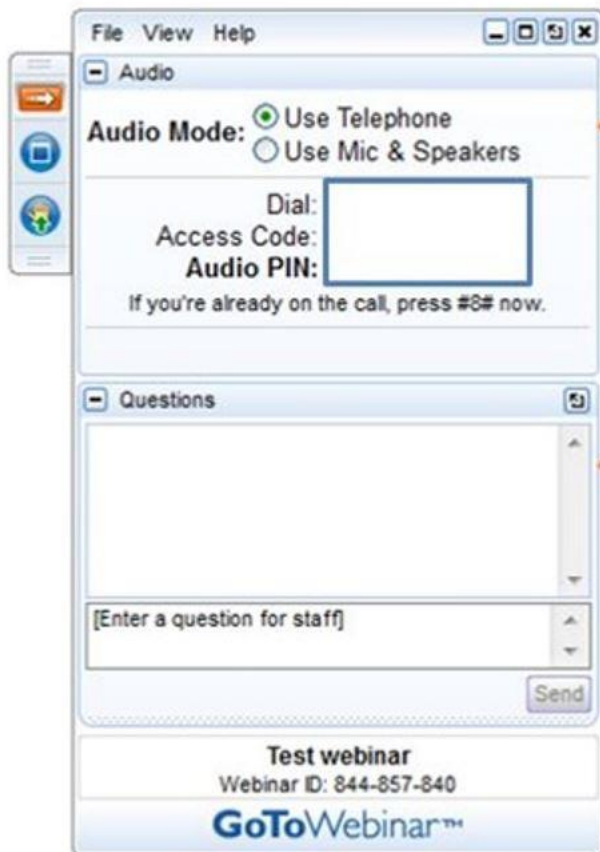 File View Help
Audio
Audio Mode: Use Telephone
Use Mic & Speakers
Dial:
Access Code:
Audio PIN:
If you're already on the call, press #8# now.
Questions
[Enter a question for staff]
Send
Test webinar
Webinar ID: 844-857-840
GoToWebinar™